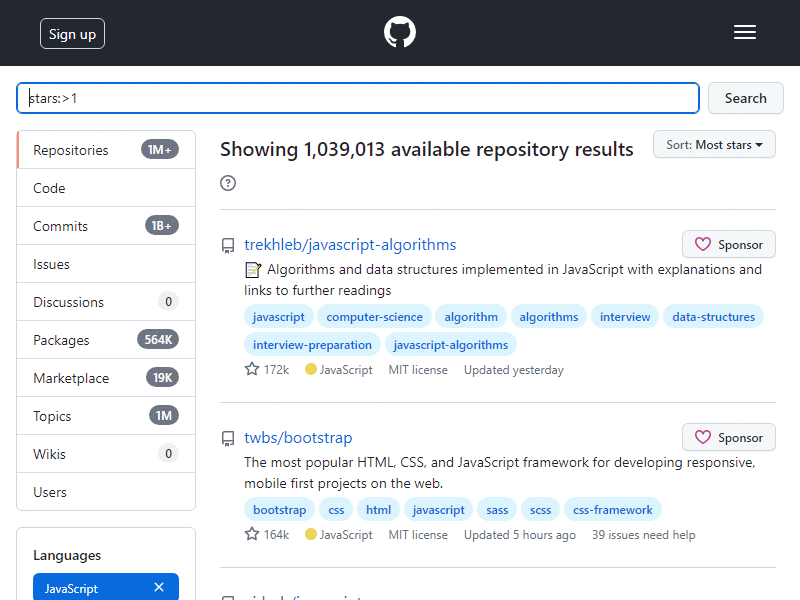 Sign up
stars:>1
Search
Repositories 1M+
Code
Commits 1B+
Issues
Discussions 0
Packages 564K
Marketplace 19K
Topics 1M
Wikis 0
Users
Languages
JavaScript
Showing 1,039,013 available repository results
Sort: Most stars
trekhleb/javascript-algorithms
Sponsor
Algorithms and data structures implemented in JavaScript with explanations and
links to further readings
javascript computer-science algorithm algorithms interview data-structures
interview-preparation javascript-algorithms
172k JavaScript MIT license Updated yesterday
twbs/bootstrap
Sponsor
The most popular HTML, CSS, and JavaScript framework for developing responsive,
mobile first projects on the web.
bootstrap css html javascript sass scss css-framework
164k JavaScript MIT license Updated 5 hours ago 39 issues need help